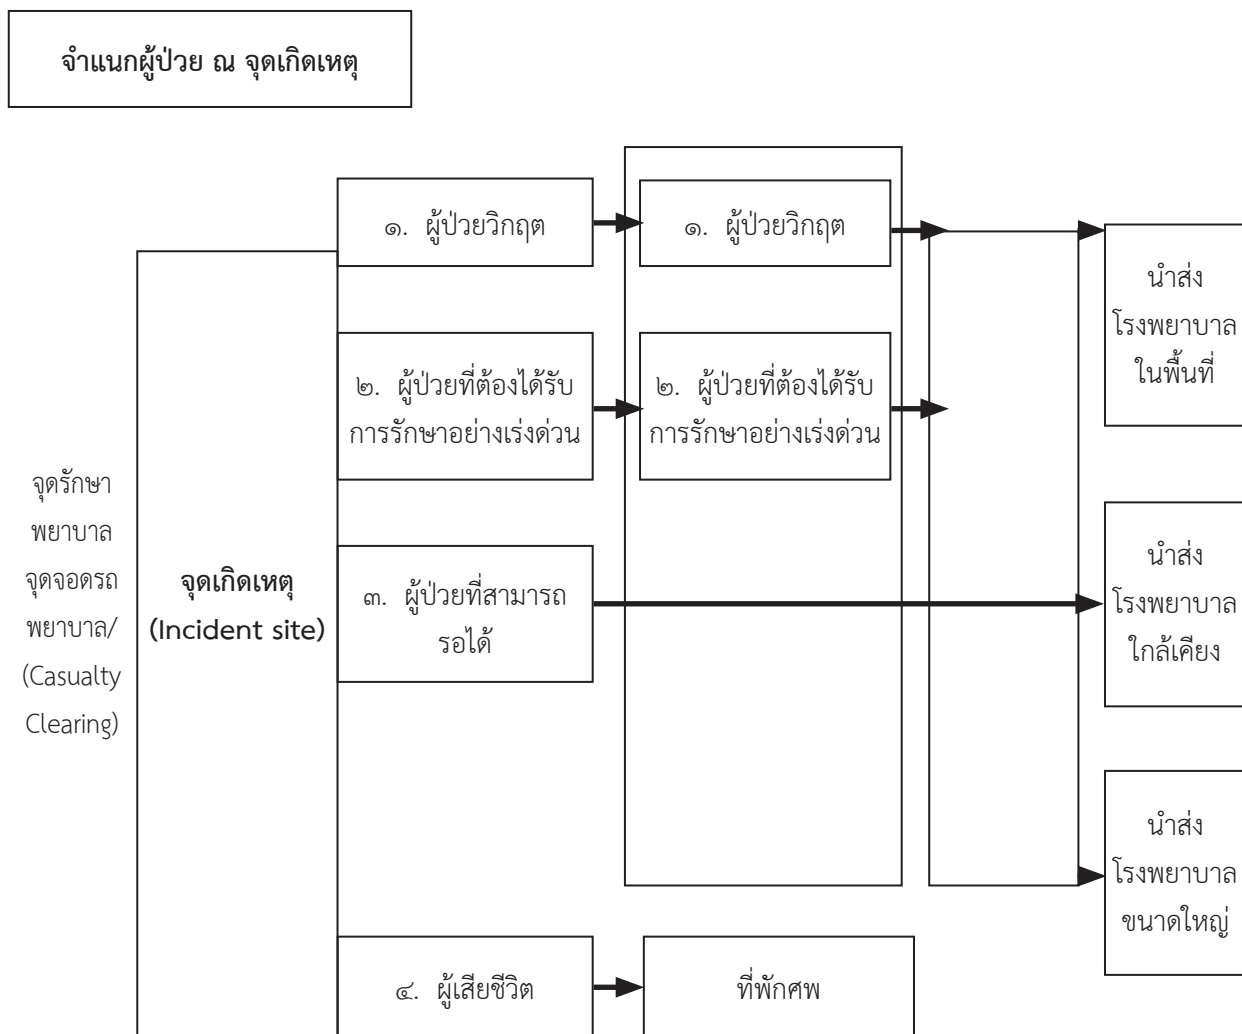 จำแนกผู้ป่วย ณ จุดเกิดเหตุ
จุดรักษา
พยาบาล
จุดจอดรถ
พยาบาล/
(Casualty
Clearing)
จุดเกิดเหตุ
(Incident site)
๑. ผู้ป่วยวิกฤต
๒. ผู้ป่วยที่ต้องได้รับ
การรักษาอย่างเร่งด่วน
๓. ผู้ป่วยที่สามารถ
รอได้
๔. ผู้เสียชีวิต
๑. ผู้ป่วยวิกฤต
๒. ผู้ป่วยที่ต้องได้รับ
การรักษาอย่างเร่งด่วน
ที่พักศพ
นำส่ง
โรงพยาบาล
ในพื้นที่
นำส่ง
โรงพยาบาล
ใกล้เคียง
นำส่ง
โรงพยาบาล
ขนาดใหญ่